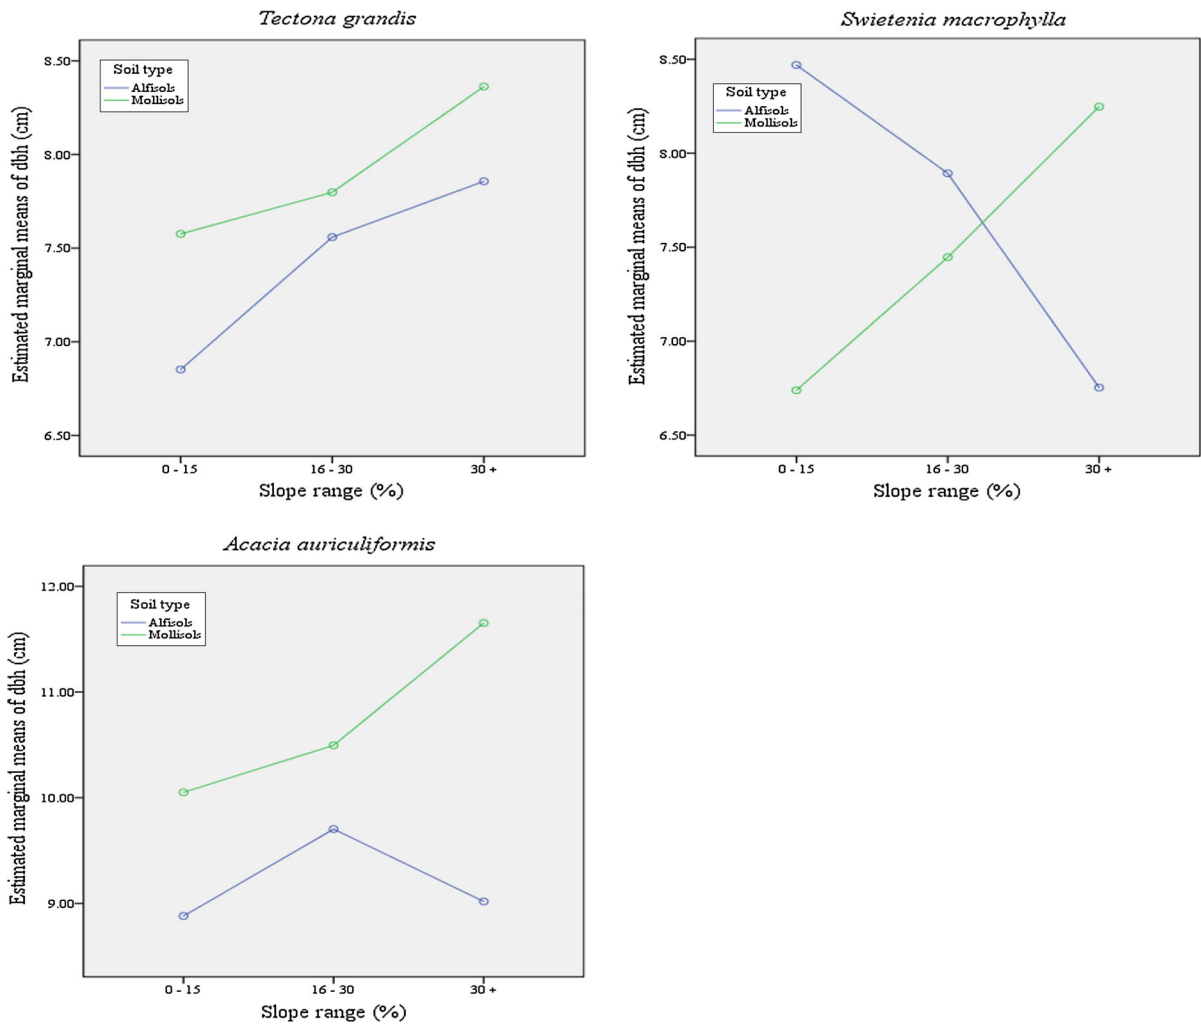 Tectona grandis
Estimated marginal means of dbh (cm)
8.50
8.00
7.50
7.00
6.50
Soil type
Alfisols
Mollisols
0 - 15
16 - 30
30 +
Slope range (%)
Swietenia macrophylla
Estimated marginal means of dbh (cm)
8.50
8.00
7.50
7.00
6.50
Soil type
Alfisols
Mollisols
0 - 15
16 - 30
30 +
Slope range (%)
Acacia auriculiformis
Estimated marginal means of dbh (cm)
12.00
11.00
10.00
9.00
Soil type
Alfisols
Mollisols
0 - 15
16 - 30
30 +
Slope range (%)